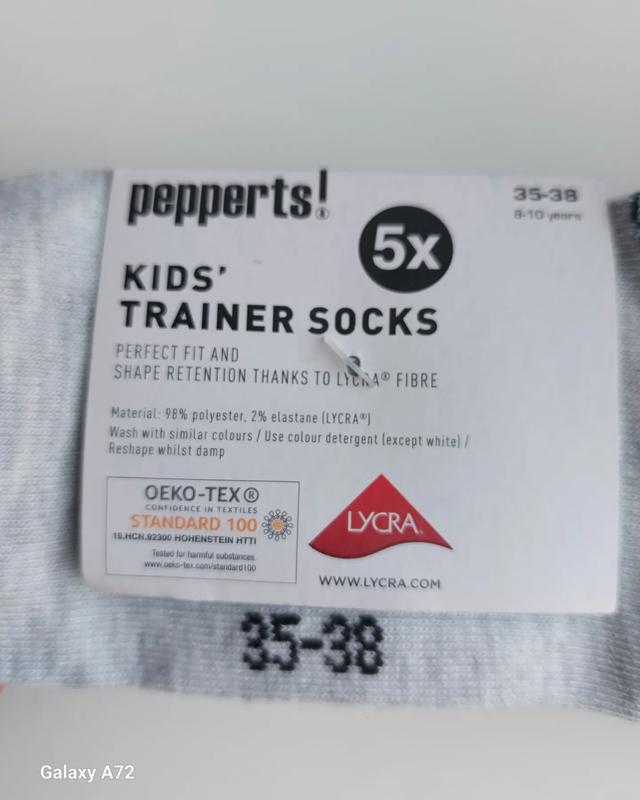 pepperts!®
35-38
8-10 years
5x
KIDS'
TRAINER SOCKS
PERFECT FIT AND
SHAPE RETENTION THANKS TO LYCRA® FIBRE
Material: 98% polyester, 2% elastane (LYCRA®)
Wash with similar colours / Use colour detergent (except white) /
Reshape whilst damp
OEKO-TEX®
CONFIDENCE IN TEXTILES
STANDARD 100
19.HCN.92300 HOHENSTEIN HTTI
Tested for harmful substances.
www.oeko-tex.com/standard100
LYCRA®
WWW.LYCRA.COM
35-38
Galaxy A72